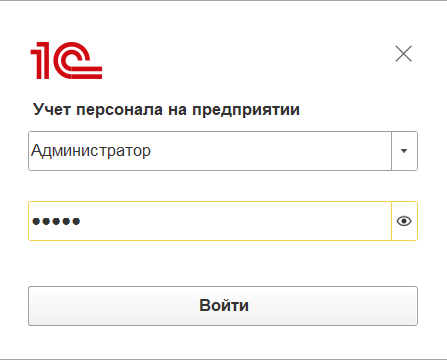 1С
Учет персонала на предприятии
Администратор
●●●●●
Войти